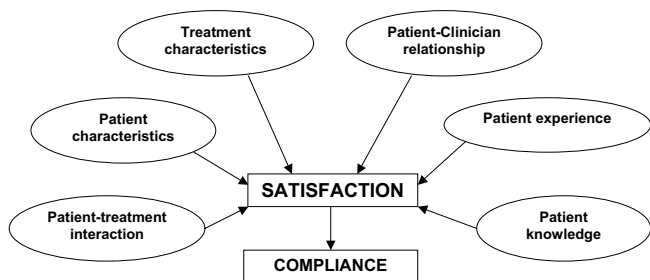 Treatment
characteristics
Patient-Clinician
relationship
Patient
characteristics
Patient experience
SATISFACTION
Patient-treatment
interaction
Patient
knowledge
COMPLIANCE